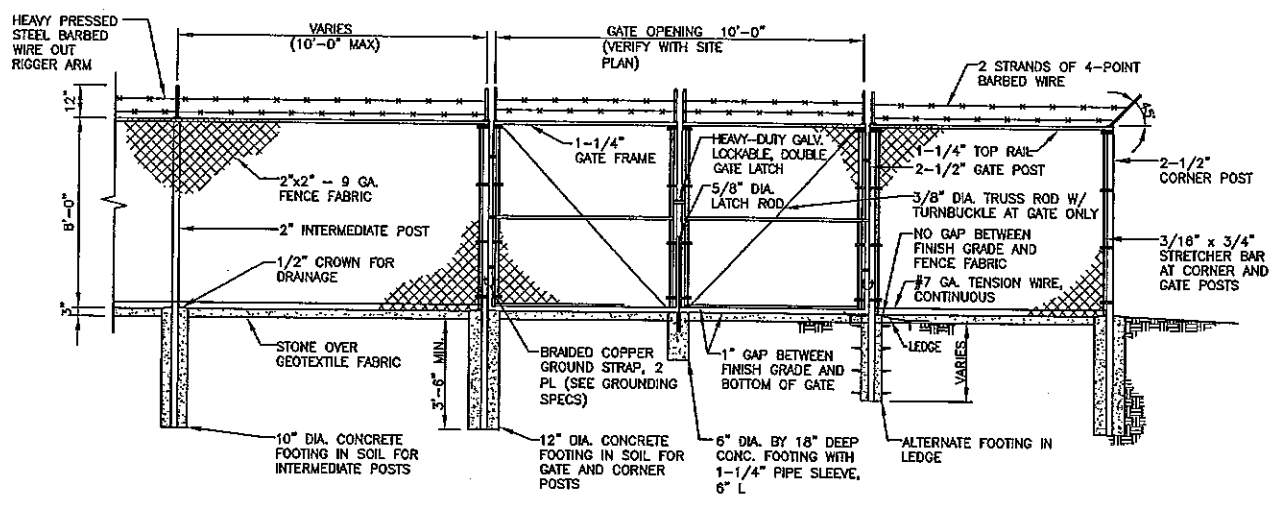 HEAVY PRESSED
STEEL BARBED
WIRE OUT
RIGGER ARM
VARIES
(10'-0" MAX)
GATE OPENING 10'-0"
(VERIFY WITH SITE
PLAN)
2 STRANDS OF 4-POINT
BARBED WIRE
45°
12"
8'-0"
3"
1-1/4"
GATE FRAME
HEAVY-DUTY GALV.
LOCKABLE, DOUBLE
GATE LATCH
5/8" DIA.
LATCH ROD
1-1/4" TOP RAIL
2-1/2" GATE POST
2-1/2"
CORNER POST
3/8" DIA. TRUSS ROD W/
TURNBUCKLE AT GATE ONLY
2"x2" - 9 GA.
FENCE FABRIC
2" INTERMEDIATE POST
NO GAP BETWEEN
FINISH GRADE AND
FENCE FABRIC
3/16" x 3/4"
STRETCHER BAR
AT CORNER AND
GATE POSTS
1/2" CROWN FOR
DRAINAGE
#7 GA. TENSION WIRE,
CONTINUOUS
STONE OVER
GEOTEXTILE FABRIC
3'-6" MIN.
BRAIDED COPPER
GROUND STRAP, 2
PL (SEE GROUNDING
SPECS)
1" GAP BETWEEN
FINISH GRADE AND
BOTTOM OF GATE
LEDGE
VARIES
10" DIA. CONCRETE
FOOTING IN SOIL FOR
INTERMEDIATE POSTS
12" DIA. CONCRETE
FOOTING IN SOIL FOR
GATE AND CORNER
POSTS
6" DIA. BY 18" DEEP
CONC. FOOTING WITH
1-1/4" PIPE SLEEVE,
6" L
ALTERNATE FOOTING IN
LEDGE